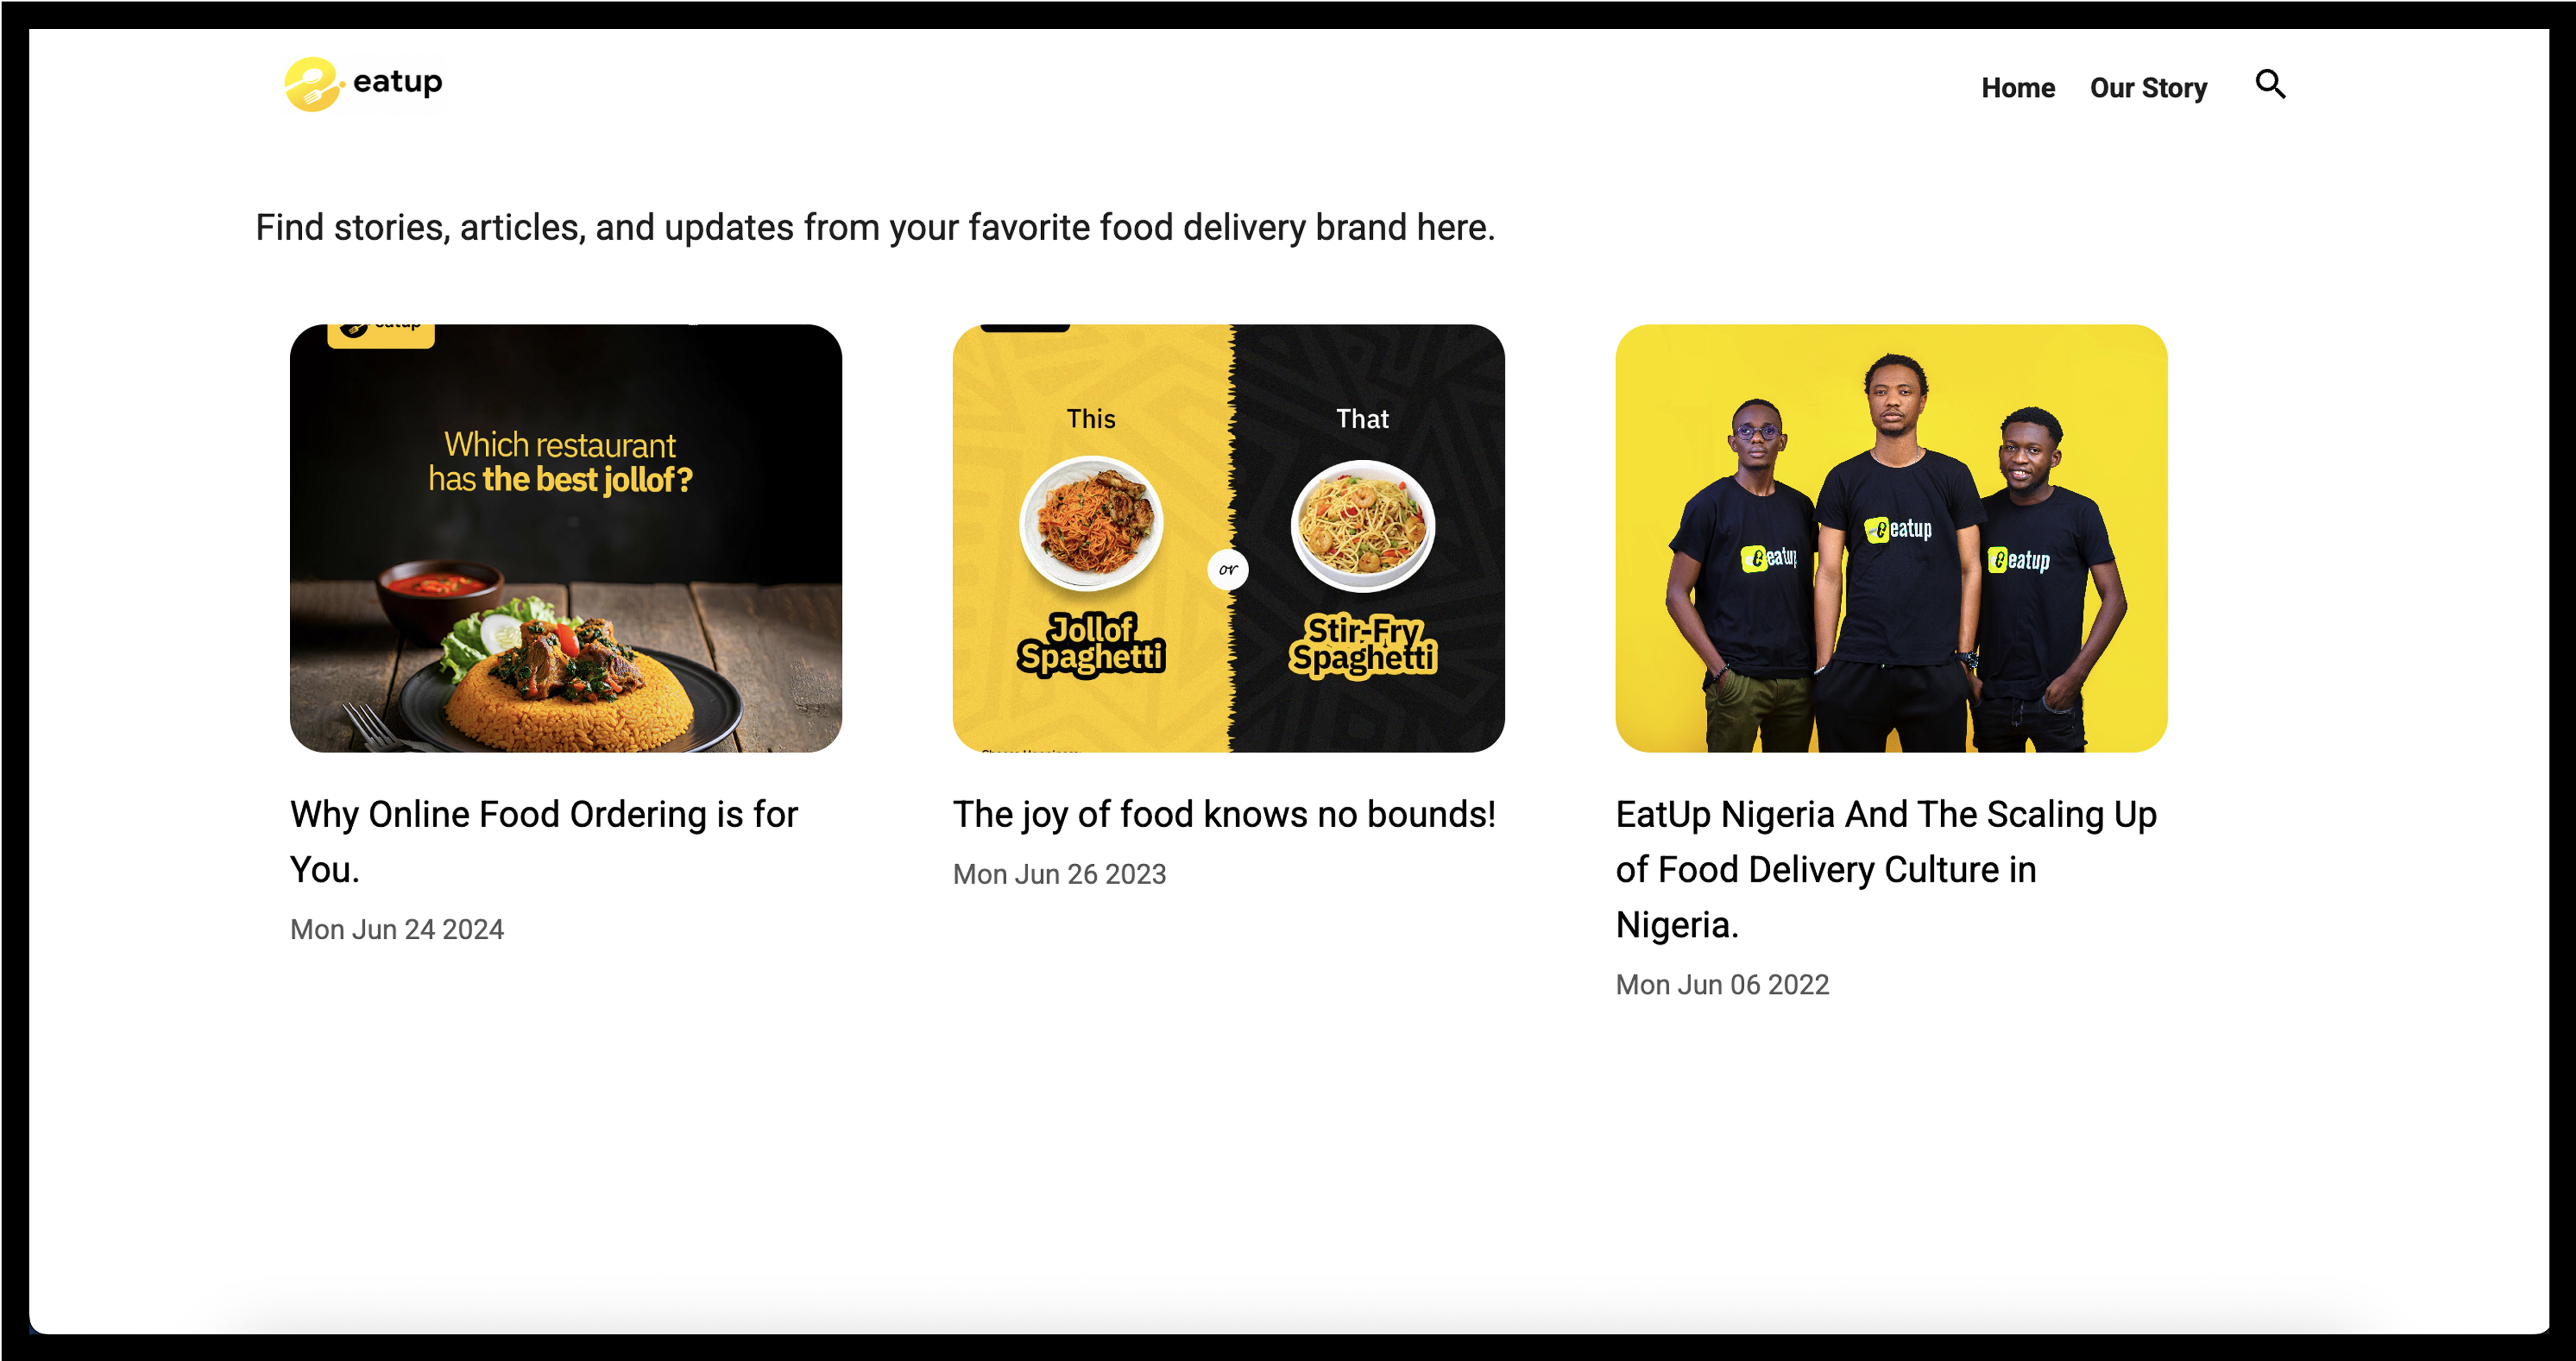 eatup
Home Our Story
Find stories, articles, and updates from your favorite food delivery brand here.
eatup
Which restaurant
has the best jollof?
This
That
or
Jollof
Spaghetti
Stir-Fry
Spaghetti
eatup
eatup
eatup
Why Online Food Ordering is for
You.
Mon Jun 24 2024
The joy of food knows no bounds!
Mon Jun 26 2023
EatUp Nigeria And The Scaling Up
of Food Delivery Culture in
Nigeria.
Mon Jun 06 2022